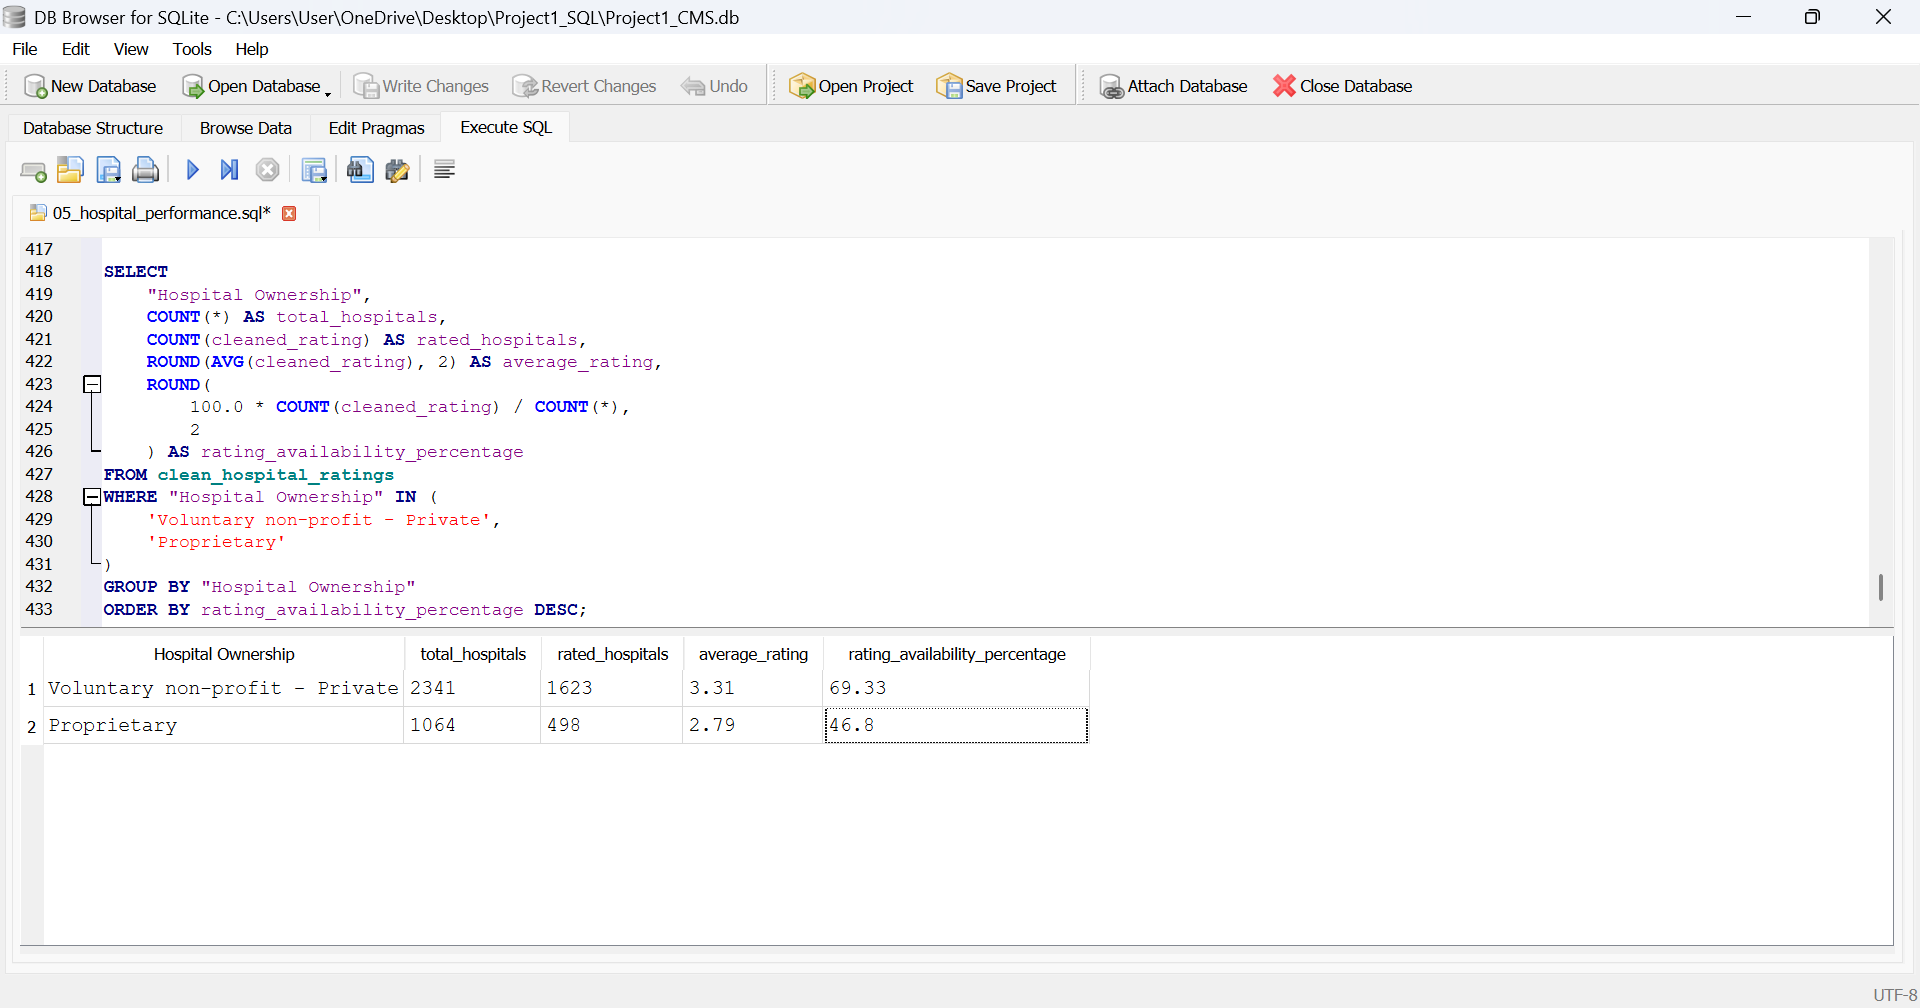 DB Browser for SQLite - C:\Users\User\OneDrive\Desktop\Project1_SQL\Project1_CMS.db
File Edit View Tools Help
New Database Open Database Write Changes Revert Changes Undo Open Project Save Project Attach Database Close Database
Database Structure Browse Data Edit Pragmas Execute SQL
05_hospital_performance.sql*
417
418 SELECT
419 "Hospital Ownership",
420 COUNT(*) AS total_hospitals,
421 COUNT(cleaned_rating) AS rated_hospitals,
422 ROUND(AVG(cleaned_rating), 2) AS average_rating,
423 ROUND(
424 100.0 * COUNT(cleaned_rating) / COUNT(*),
425 2
426 ) AS rating_availability_percentage
427 FROM clean_hospital_ratings
428 WHERE "Hospital Ownership" IN (
429 'Voluntary non-profit - Private',
430 'Proprietary'
431 )
432 GROUP BY "Hospital Ownership"
433 ORDER BY rating_availability_percentage DESC;
Hospital Ownership total_hospitals rated_hospitals average_rating rating_availability_percentage
1 Voluntary non-profit - Private 2341 1623 3.31 69.33
2 Proprietary 1064 498 2.79 46.8
UTF-8